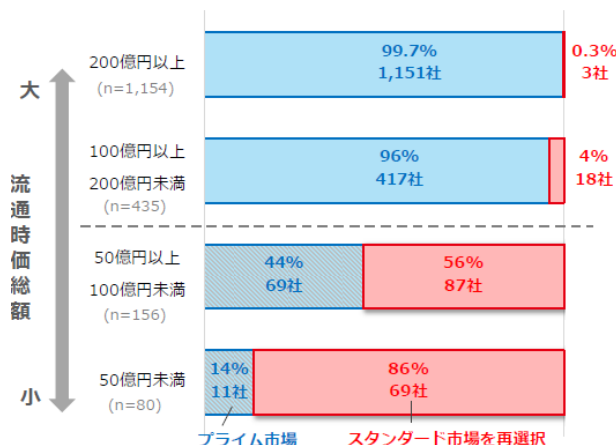 大
流通時価総額
小
200億円以上
(n=1,154)
99.7%
1,151社
0.3%
3社
100億円以上
200億円未満
(n=435)
96%
417社
4%
18社
50億円以上
100億円未満
(n=156)
44%
69社
56%
87社
50億円未満
(n=80)
14%
11社
86%
69社
プライム市場
スタンダード市場を再選択